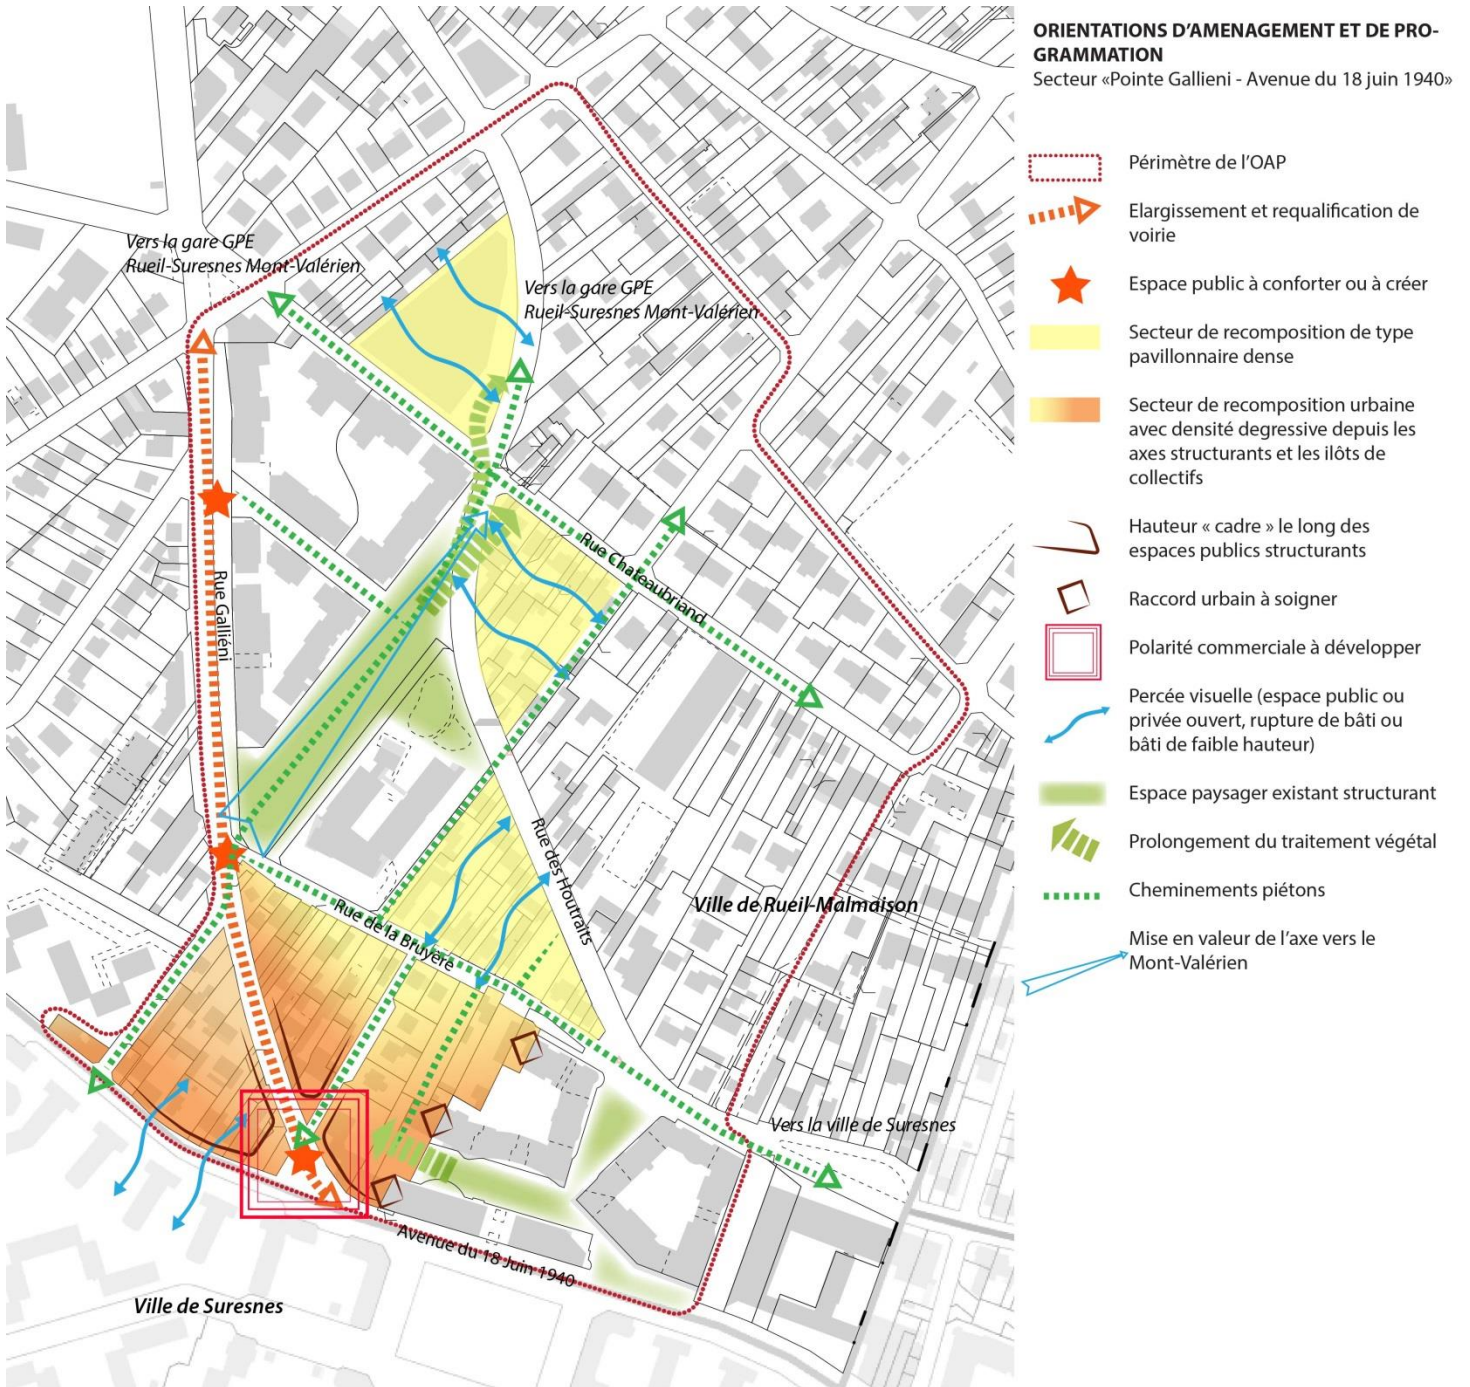 ORIENTATIONS D'AMENAGEMENT ET DE PRO-
GRAMMATION
Secteur «Pointe Gallieni - Avenue du 18 juin 1940»
Périmètre de l'OAP
Elargissement et requalification de
voirie
Espace public à conforter ou à créer
Secteur de recomposition de type
pavillonnaire dense
Secteur de recomposition urbaine
avec densité degressive depuis les
axes structurants et les ilôts de
collectifs
Hauteur « cadre » le long des
espaces publics structurants
Raccord urbain à soigner
Polarité commerciale à développer
Percée visuelle (espace public ou
privée ouvert, rupture de bâti ou
bâti de faible hauteur)
Espace paysager existant structurant
Prolongement du traitement végétal
Cheminements piétons
Mise en valeur de l'axe vers le
Mont-Valérien
Vers la gare GPE
Rueil-Suresnes Mont-Valérien
Vers la gare GPE
Rueil-Suresnes Mont-Valérien
Rue Galliéni
Rue Chateaubriand
Rue des Houtraits
Rue de la Bruyère
Ville de Rueil-Malmaison
Vers la ville de Suresnes
Avenue du 18 Juin 1940
Ville de Suresnes